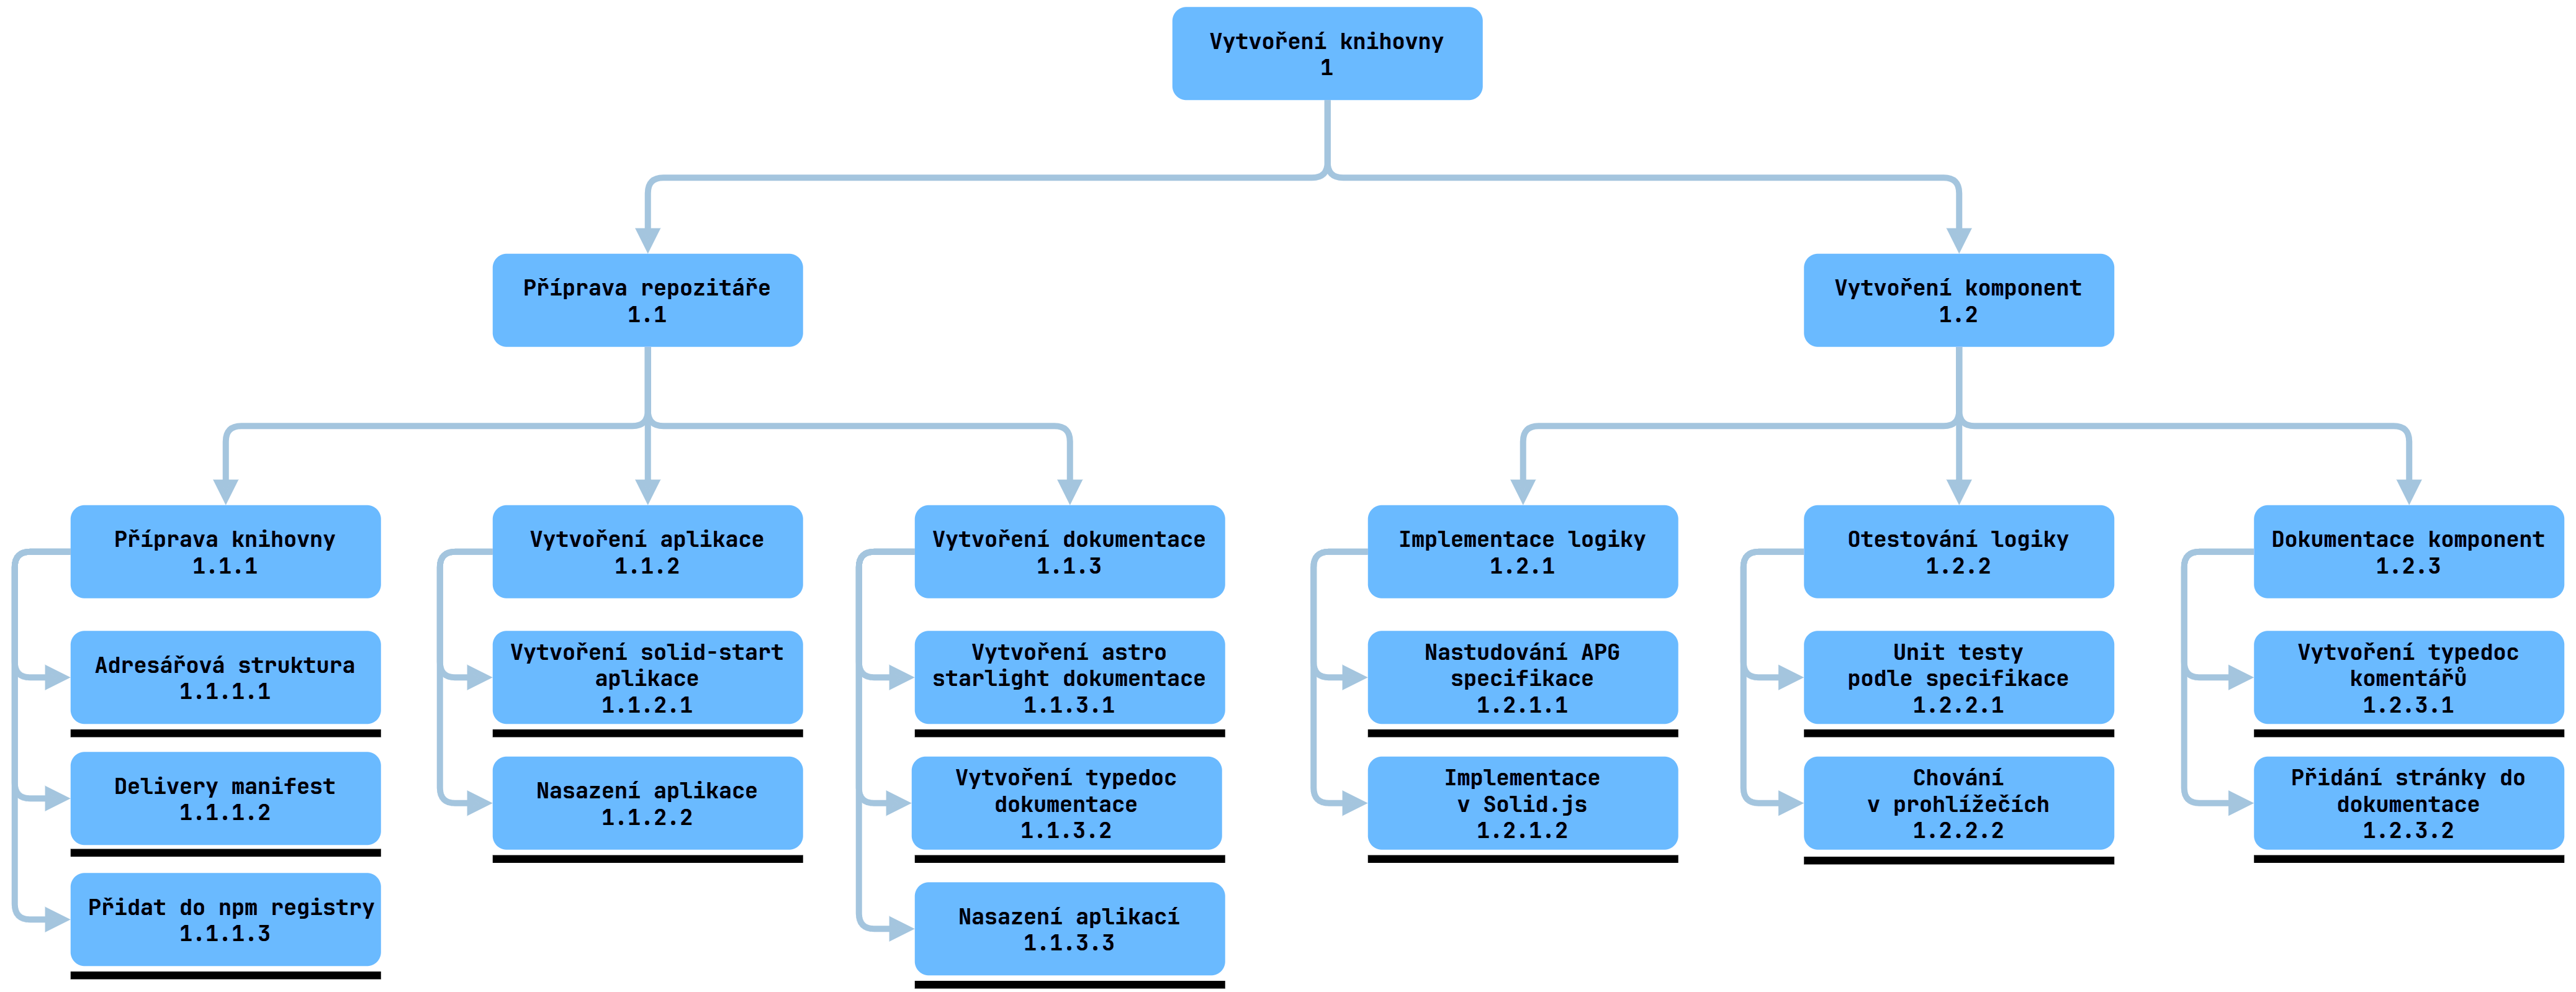 Vytvoření knihovny
1
Příprava repozitáře
1.1
Vytvoření komponent
1.2
Příprava knihovny
1.1.1
Vytvoření aplikace
1.1.2
Vytvoření dokumentace
1.1.3
Implementace logiky
1.2.1
Otestování logiky
1.2.2
Dokumentace komponent
1.2.3
Adresářová struktura
1.1.1.1
Delivery manifest
1.1.1.2
Přidat do npm registry
1.1.1.3
Vytvoření solid-start
aplikace
1.1.2.1
Nasazení aplikace
1.1.2.2
Vytvoření astro
starlight dokumentace
1.1.3.1
Vytvoření typedoc
dokumentace
1.1.3.2
Nasazení aplikací
1.1.3.3
Nastudování APG
specifikace
1.2.1.1
Implementace
v Solid.js
1.2.1.2
Unit testy
podle specifikace
1.2.2.1
Chování
v prohlížečích
1.2.2.2
Vytvoření typedoc
komentářů
1.2.3.1
Přidání stránky do
dokumentace
1.2.3.2